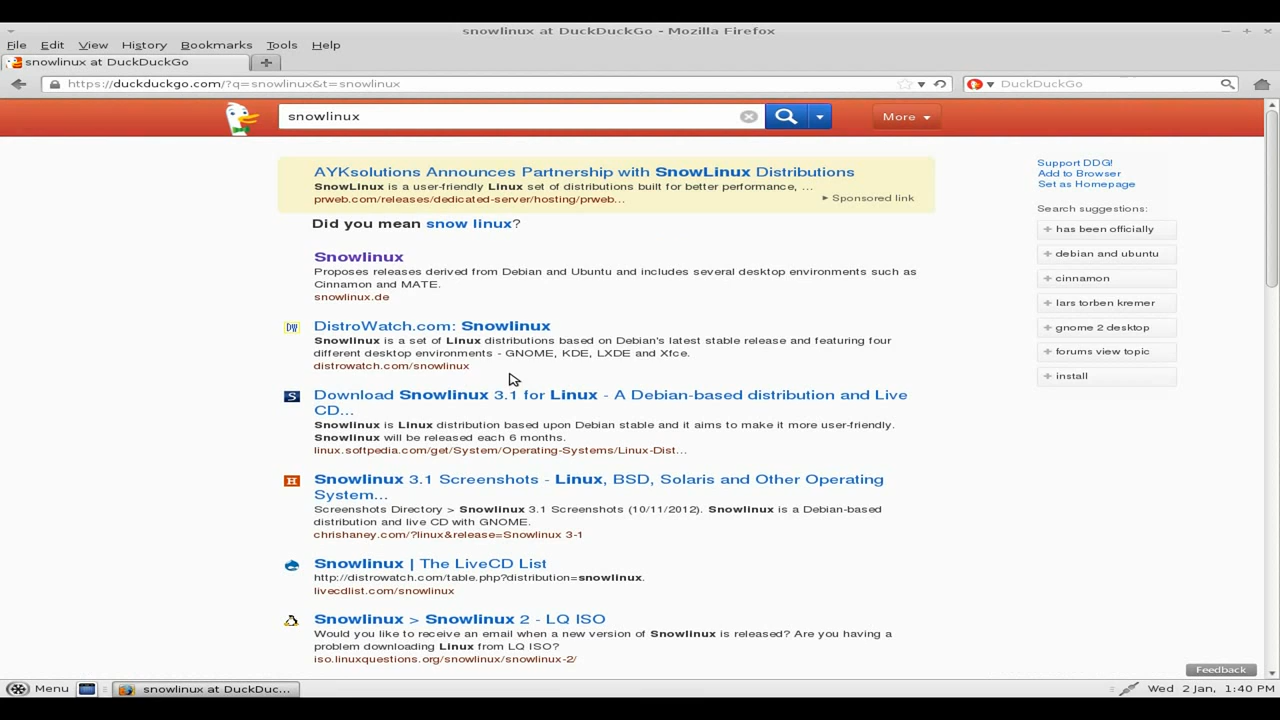 snowlinux at DuckDuckGo - Mozilla Firefox
File Edit View History Bookmarks Tools Help
snowlinux at DuckDuckGo
https://duckduckgo.com/?q=snowlinux&t=snowlinux
DuckDuckGo
snowlinux
More
AYKsolutions Announces Partnership with SnowLinux Distributions
SnowLinux is a user-friendly Linux set of distributions built for better performance, ...
prweb.com/releases/dedicated-server/hosting/prweb...
Sponsored link
Did you mean snow linux?
Snowlinux
Proposes releases derived from Debian and Ubuntu and includes several desktop environments such as
Cinnamon and MATE.
snowlinux.de
DW
DistroWatch.com: Snowlinux
Snowlinux is a set of Linux distributions based on Debian's latest stable release and featuring four
different desktop environments - GNOME, KDE, LXDE and Xfce.
distrowatch.com/snowlinux
S
Download Snowlinux 3.1 for Linux - A Debian-based distribution and Live
CD...
Snowlinux is Linux distribution based upon Debian stable and it aims to make it more user-friendly.
Snowlinux will be released each 6 months.
linux.softpedia.com/get/System/Operating-Systems/Linux-Dist...
H
Snowlinux 3.1 Screenshots - Linux, BSD, Solaris and Other Operating
System...
Screenshots Directory > Snowlinux 3.1 Screenshots (10/11/2012). Snowlinux is a Debian-based
distribution and live CD with GNOME.
chrishaney.com/?linux&release=Snowlinux 3-1
Snowlinux | The LiveCD List
http://distrowatch.com/table.php?distribution=snowlinux.
livecdlist.com/snowlinux
Snowlinux > Snowlinux 2 - LQ ISO
Would you like to receive an email when a new version of Snowlinux is released? Are you having a
problem downloading Linux from LQ ISO?
iso.linuxquestions.org/snowlinux/snowlinux-2/
Support DDG!
Add to Browser
Set as Homepage
Search suggestions:
has been officially
debian and ubuntu
cinnamon
lars torben kremer
gnome 2 desktop
forums view topic
install
Feedback
Menu
snowlinux at DuckDuc...
Wed 2 Jan, 1:40 PM